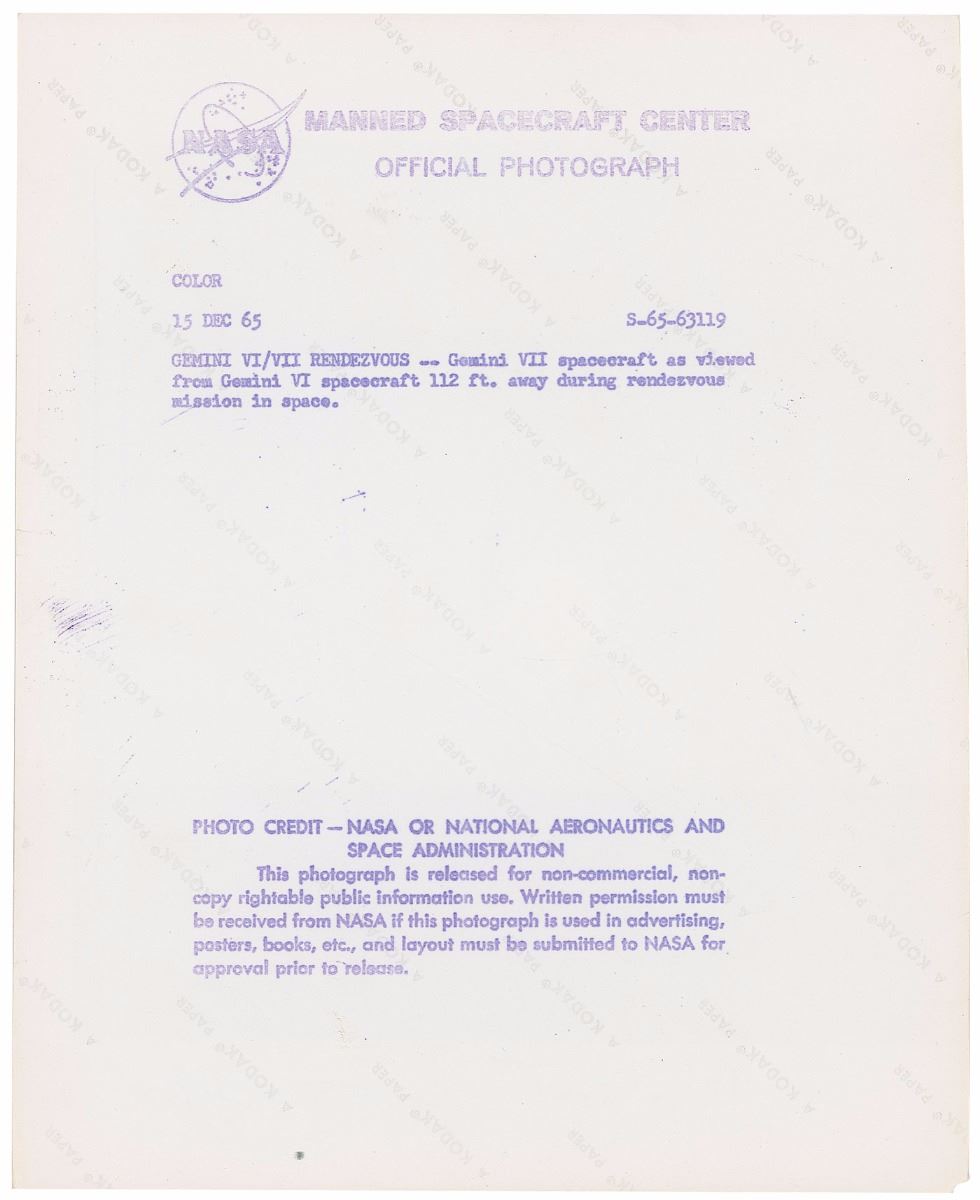 NASA
MANNED SPACECRAFT CENTER
OFFICIAL PHOTOGRAPH
COLOR
15 DEC 65 S-65-63119
GEMINI VI/VII RENDEZVOUS -- Gemini VII spacecraft as viewed
from Gemini VI spacecraft 112 ft. away during rendezvous
mission in space.
PHOTO CREDIT — NASA OR NATIONAL AERONAUTICS AND
SPACE ADMINISTRATION
This photograph is released for non-commercial, non-
copy rightable public information use. Written permission must
be received from NASA if this photograph is used in advertising,
posters, books, etc., and layout must be submitted to NASA for
approval prior to release.
A KODAK® PAPER